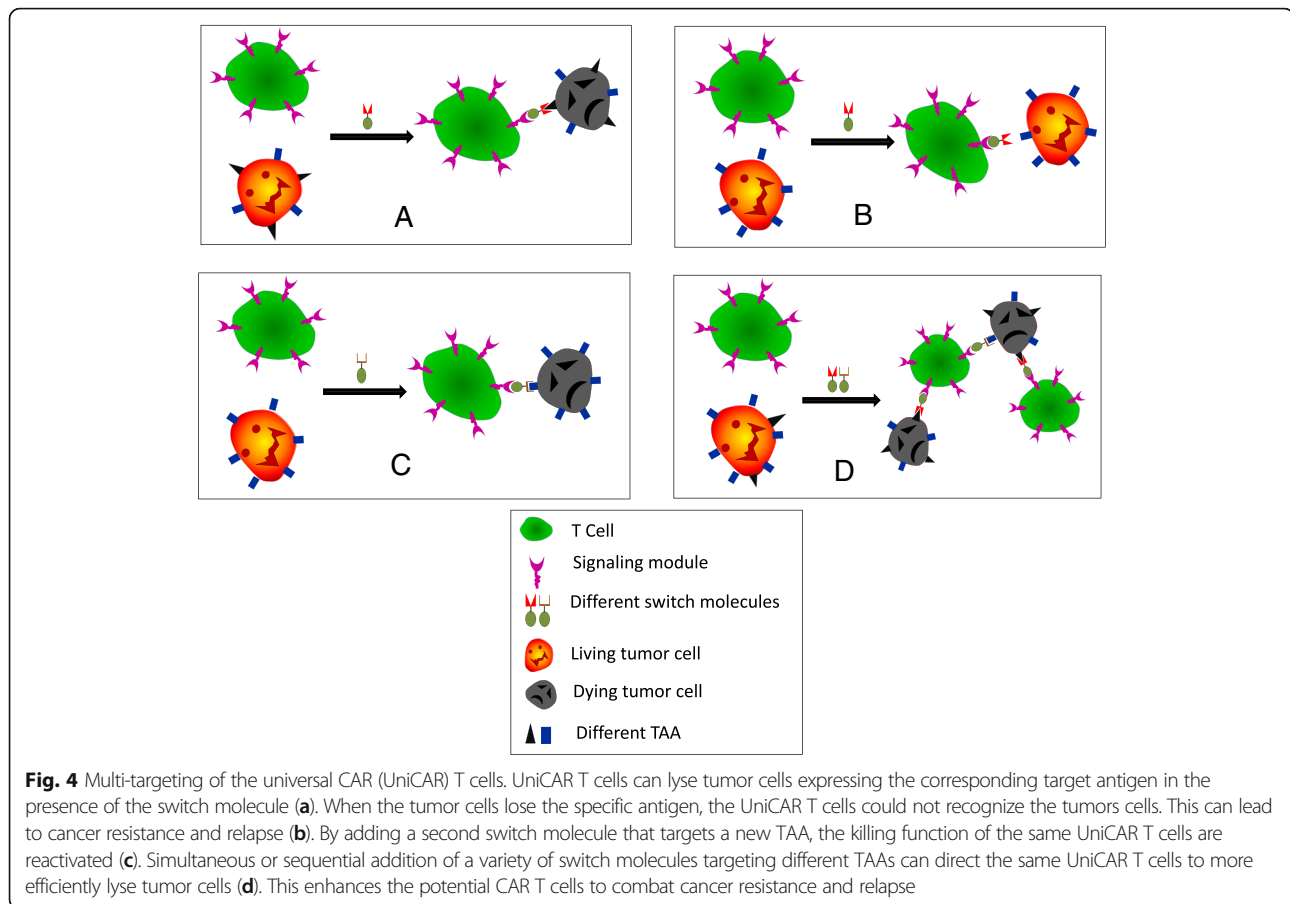 A
B
C
D
T Cell
Signaling module
Different switch molecules
Living tumor cell
Dying tumor cell
Different TAA
Fig. 4 Multi-targeting of the universal CAR (UniCAR) T cells. UniCAR T cells can lyse tumor cells expressing the corresponding target antigen in the
presence of the switch molecule (a). When the tumor cells lose the specific antigen, the UniCAR T cells could not recognize the tumors cells. This can lead
to cancer resistance and relapse (b). By adding a second switch molecule that targets a new TAA, the killing function of the same UniCAR T cells are
reactivated (c). Simultaneous or sequential addition of a variety of switch molecules targeting different TAAs can direct the same UniCAR T cells to more
efficiently lyse tumor cells (d). This enhances the potential CAR T cells to combat cancer resistance and relapse